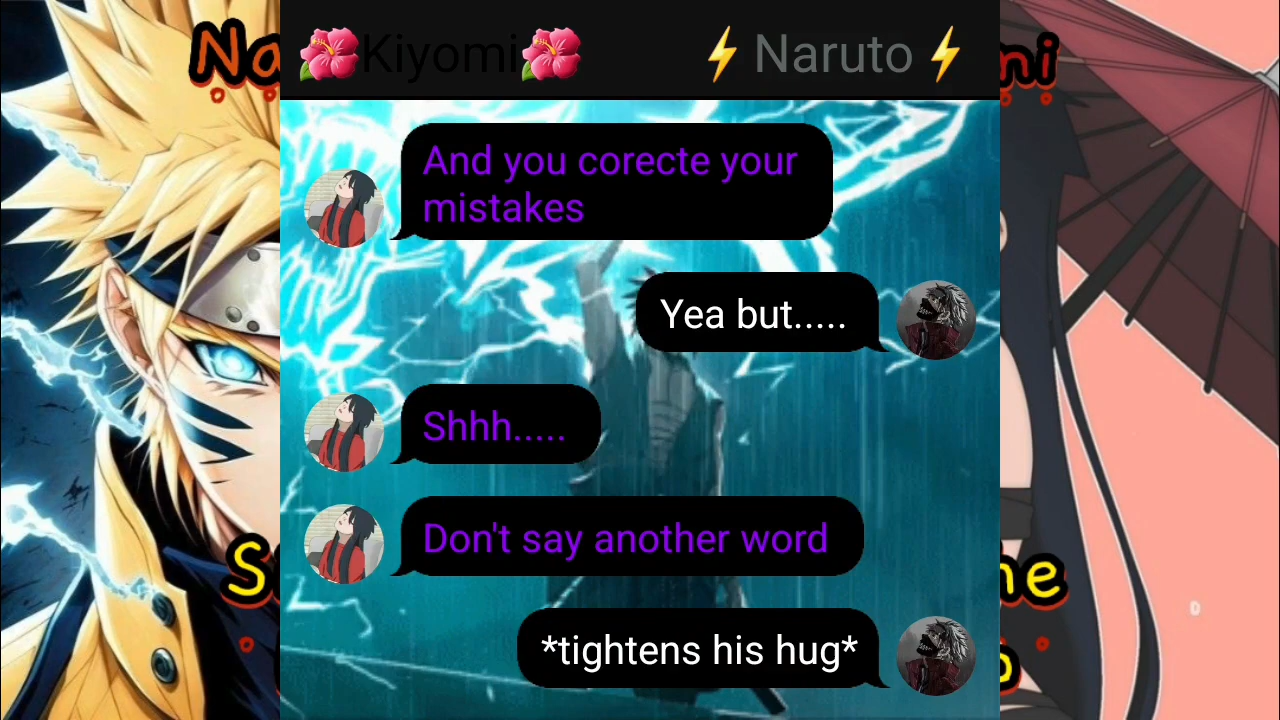 🌺Kiyomi🌺 ⚡ Naruto ⚡
And you corecte your
mistakes
Yea but.....
Shhh.....
Don't say another word
*tightens his hug*